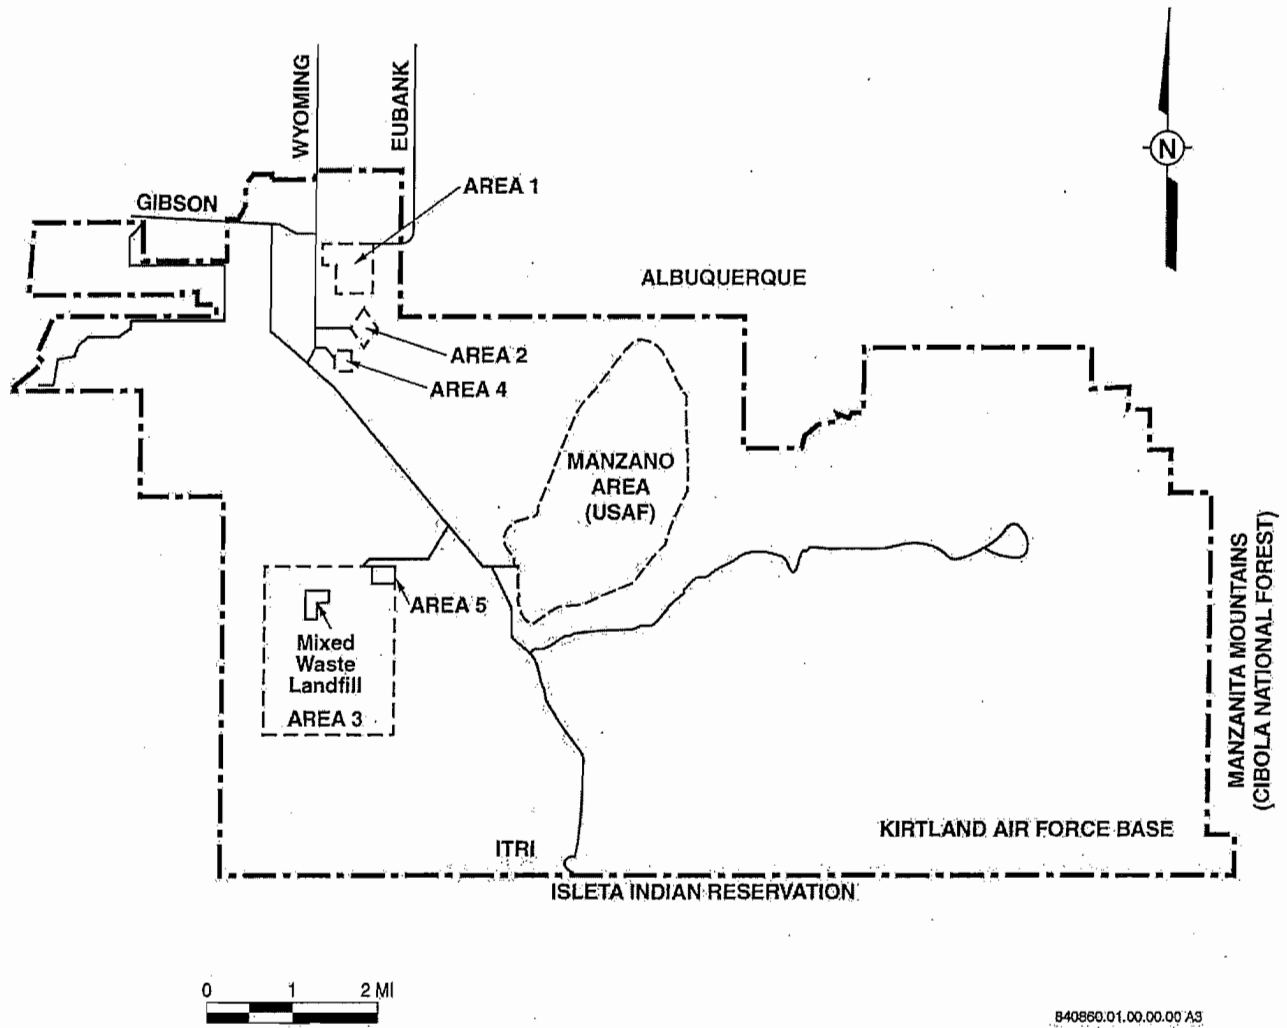 WYOMING
EUBANK
N
AREA 1
GIBSON
ALBUQUERQUE
AREA 2
AREA 4
MANZANO
AREA
(USAF)
MANZANITA MOUNTAINS
(CIBOLA NATIONAL FOREST)
AREA 5
Mixed
Waste
Landfill
AREA 3
KIRTLAND AIR FORCE BASE
ITRI
ISLETA INDIAN RESERVATION
0 1 2 MI
840860.01.00.00.00 A3